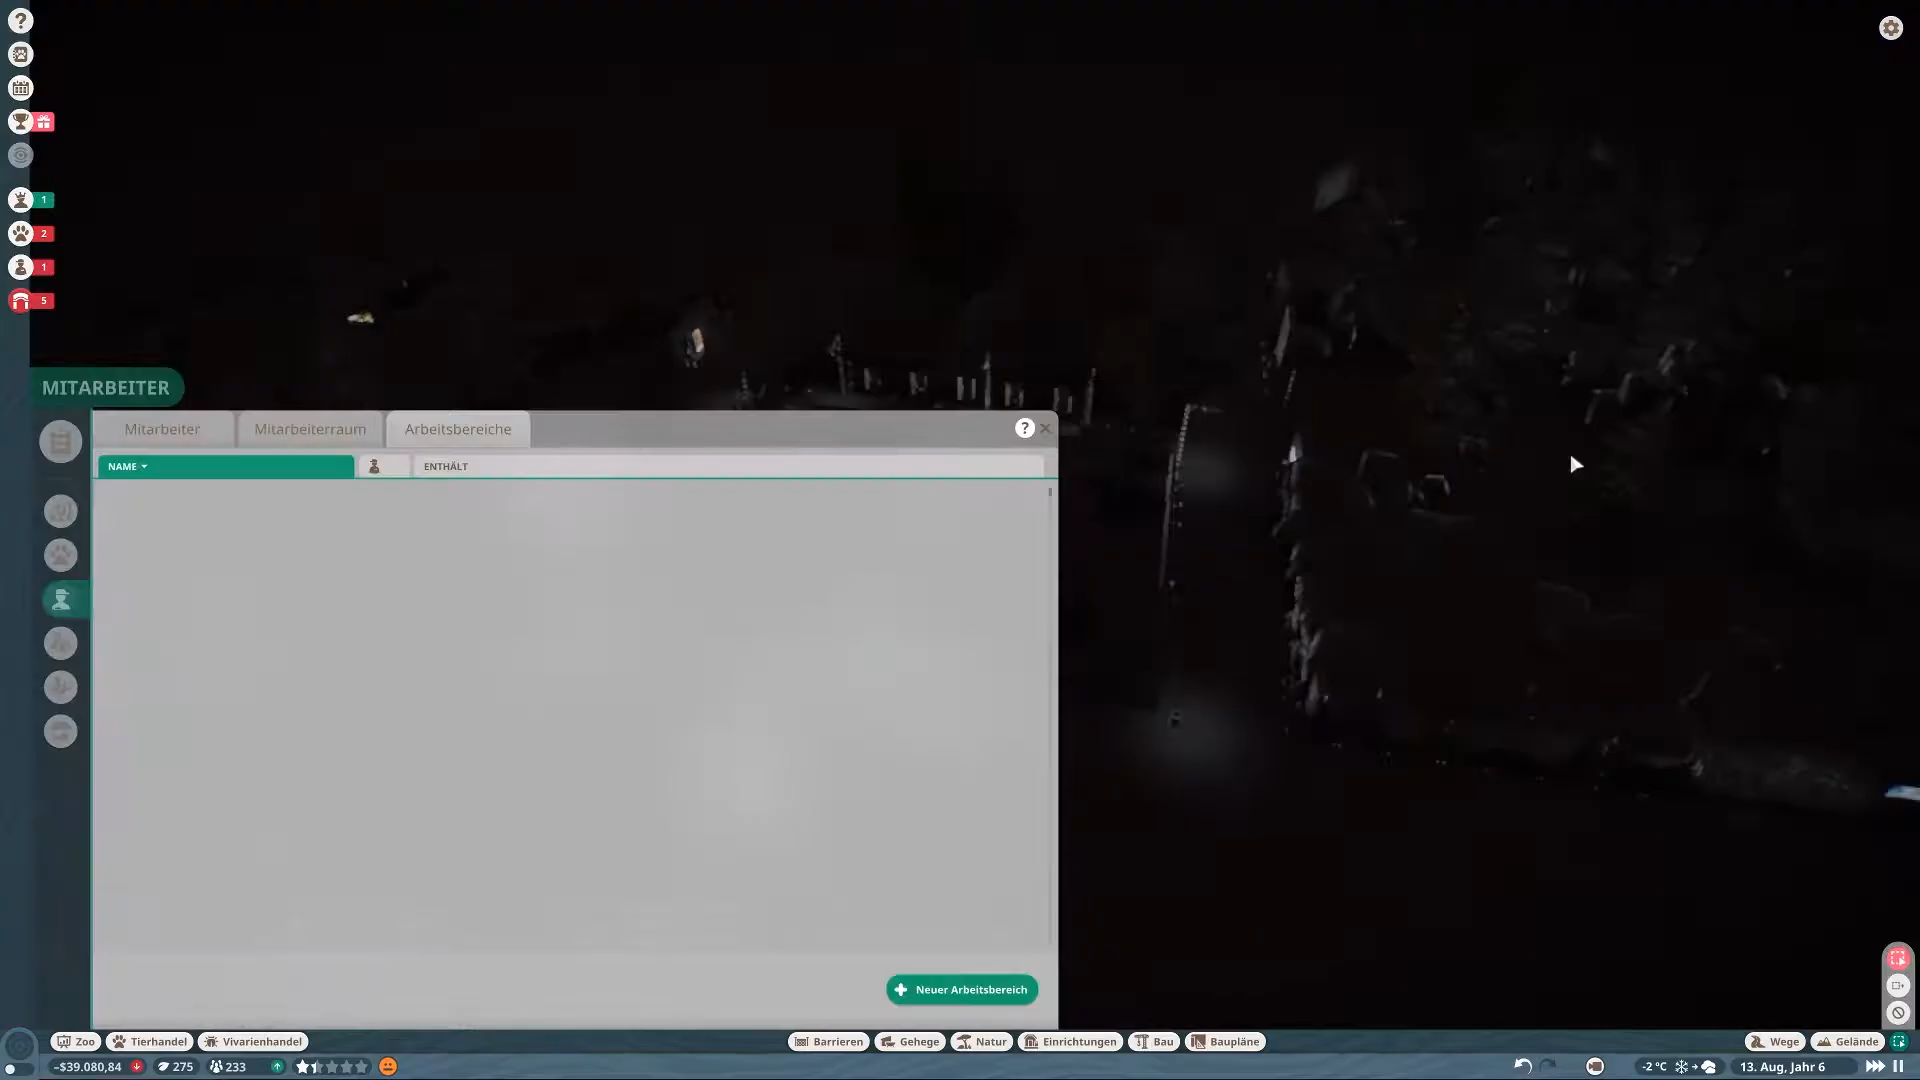 1
2
1
5
MITARBEITER
Mitarbeiter
Mitarbeiterraum
Arbeitsbereiche
?
NAME
ENTHÄLT
Neuer Arbeitsbereich
Zoo
Tierhandel
Vivarienhandel
Barrieren
Gehege
Natur
Einrichtungen
Bau
Baupläne
Wege
Gelände
-$39.080,84
275
233
-2 °C
13. Aug, Jahr 6